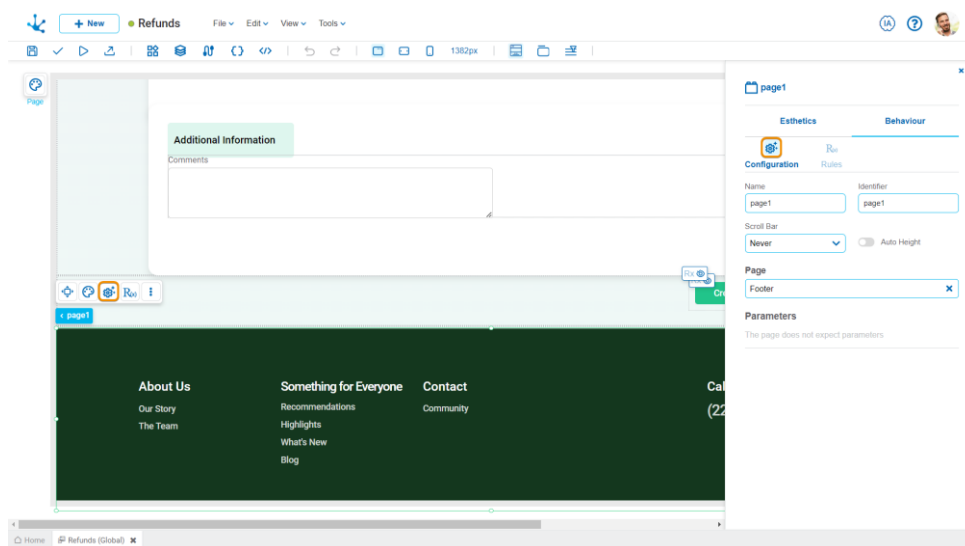 + New
Refunds
File
Edit
View
Tools
(IA)
?
1382px
Page
Additional Information
Comments
Rx
Rx
R(x)
‹ page1
About Us
Our Story
The Team
Something for Everyone
Recommendations
Highlights
What's New
Blog
Contact
Community
page1
Esthetics
Behaviour
Configuration
R(x)
Rules
Name
Identifier
page1
page1
Scroll Bar
Never
Auto Height
Page
Footer
Parameters
The page does not expect parameters
Home
Refunds (Global)